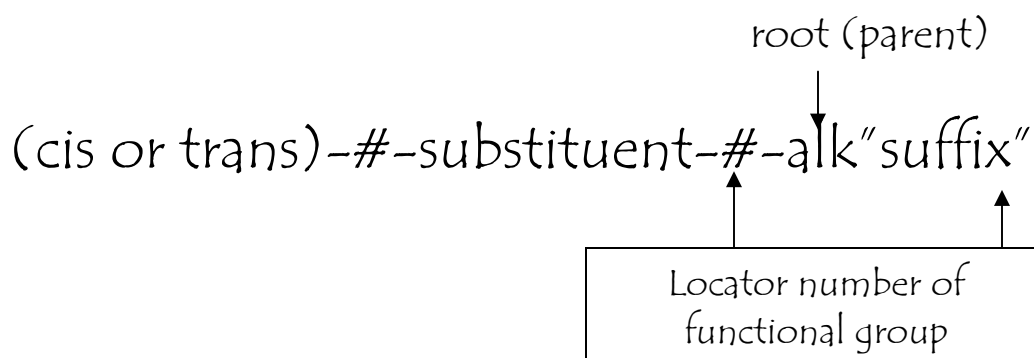 root (parent)
(cis or trans)-#-substituent-#-alk"suffix"
Locator number of
functional group